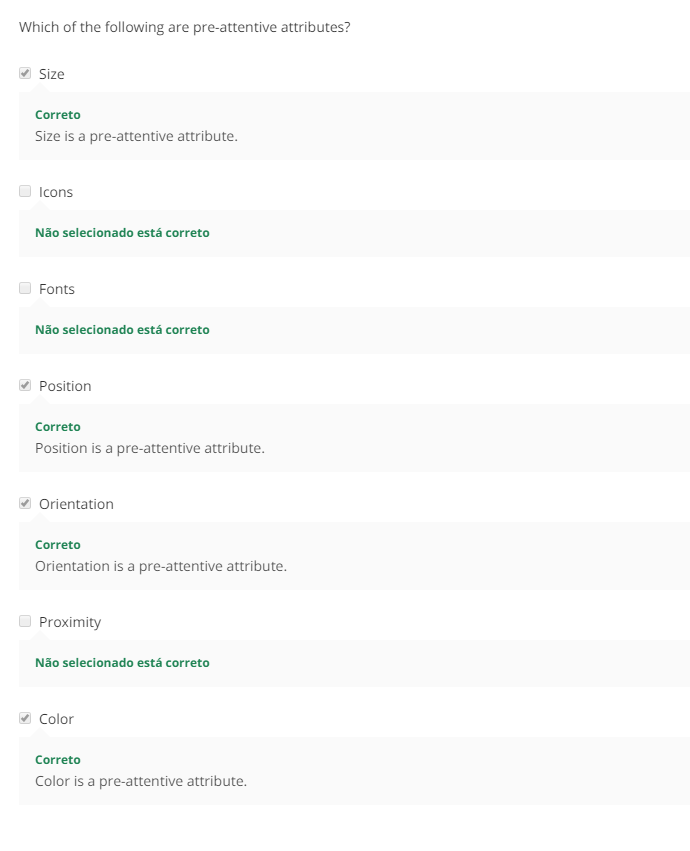 Which of the following are pre-attentive attributes?
Size
Correto
Size is a pre-attentive attribute.
Icons
Não selecionado está correto
Fonts
Não selecionado está correto
Position
Correto
Position is a pre-attentive attribute.
Orientation
Correto
Orientation is a pre-attentive attribute.
Proximity
Não selecionado está correto
Color
Correto
Color is a pre-attentive attribute.